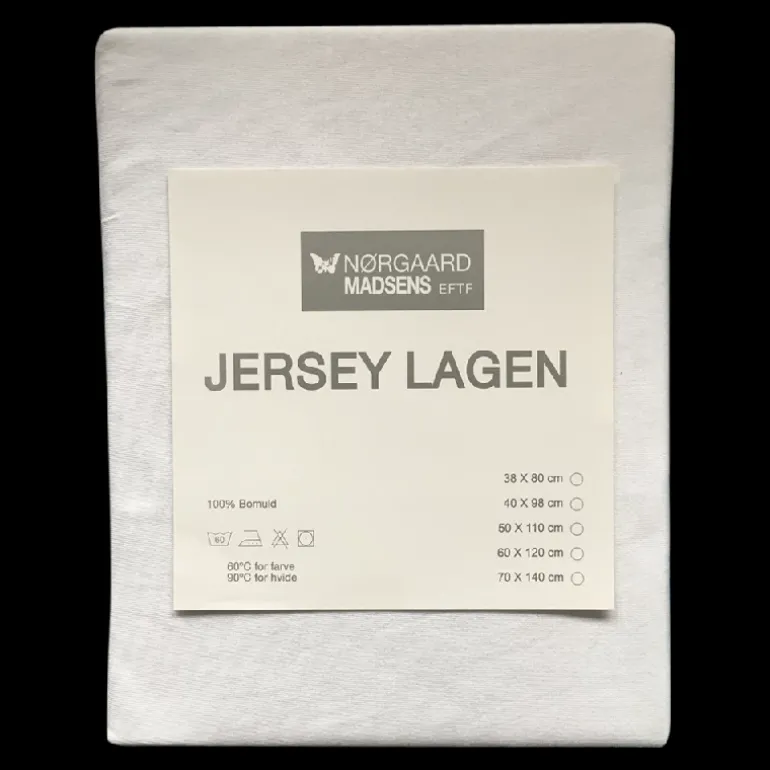 NØRGAARD
MADSENS EFTF
JERSEY LAGEN
38 X 80 cm
100% Bomuld
40 X 98 cm
50 X 110 cm
60
60 X 120 cm
60°C for farve
90°C for hvide
70 X 140 cm